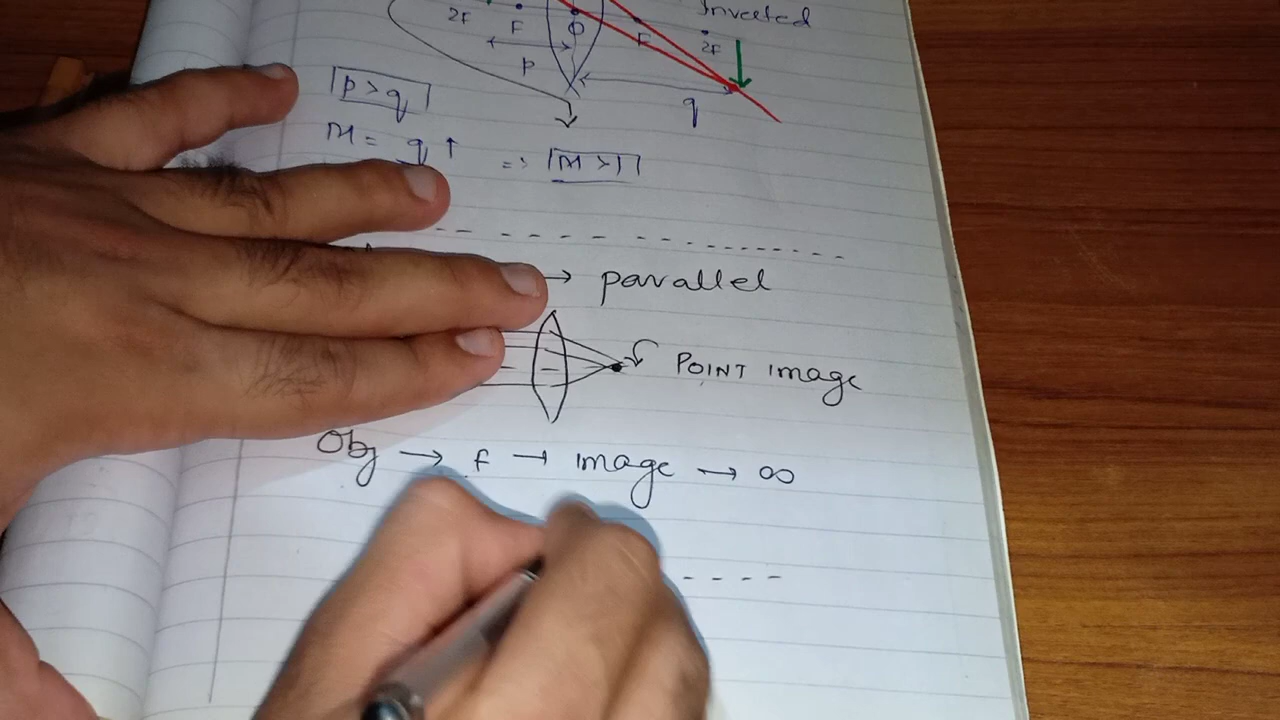 Inverted
2F F O F 2F
p
q
p > q
M = q ↑ => M > 1
→ parallel
POINT image
Obj → f → image → ∞